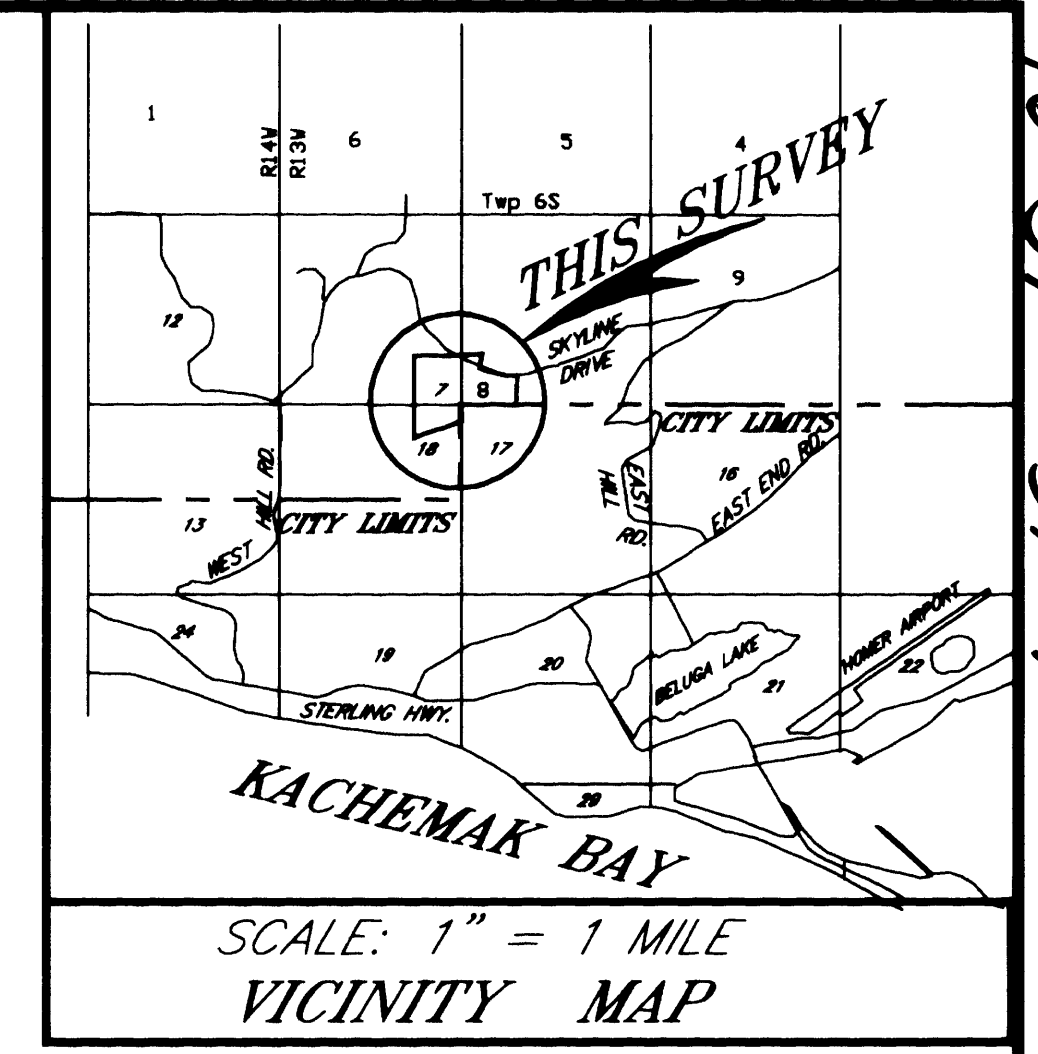 1
R14W
R13W
6
5
4
Twp 6S
THIS SURVEY
9
12
SKYLINE
DRIVE
7
8
CITY LIMITS
18
17
16
WEST HILL RD.
EAST
HILL
RD.
EAST END RD.
13
CITY LIMITS
24
19
20
BELUGA LAKE
21
HOMER AIRPORT
22
STERLING HWY.
KACHEMAK BAY
29
SCALE: 1" = 1 MILE
VICINITY MAP